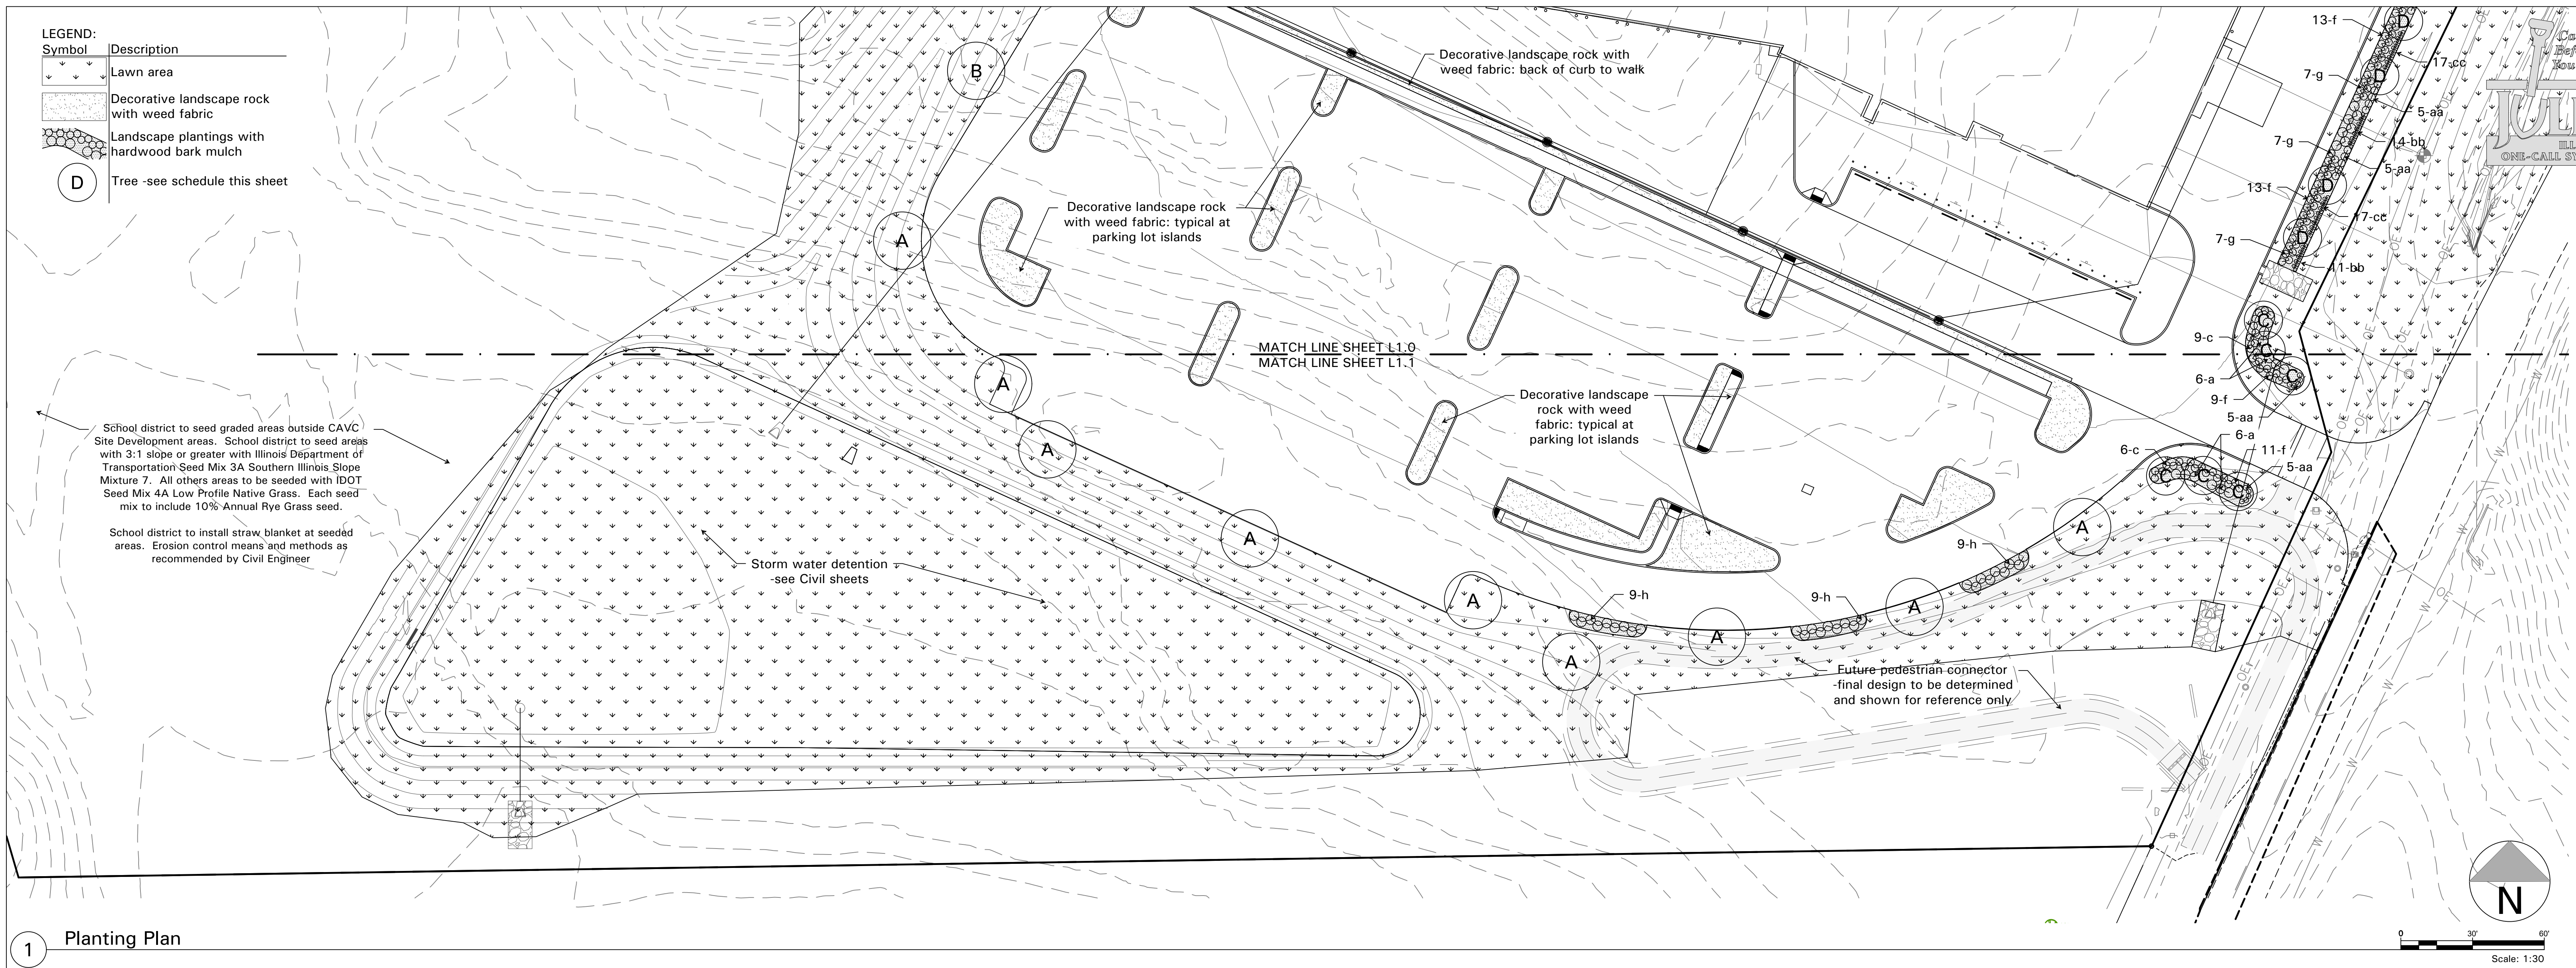 LEGEND:
Symbol Description
Lawn area
Decorative landscape rock
with weed fabric
Landscape plantings with
hardwood bark mulch
D Tree -see schedule this sheet
B
A
Decorative landscape rock with
weed fabric: back of curb to walk
Decorative landscape rock
with weed fabric: typical at
parking lot islands
13-f
D
17-cc
7-g
D
5-aa
7-g
14-bb
5-aa
13-f
D
17-cc
7-g
D
11-bb
ONE-CALL
OE
OE
OE
OE
MATCH LINE SHEET L1.0
MATCH LINE SHEET L1.1
C
9-c
C
6-a
C
9-f
5-aa
6-a
6-c
11-f
5-aa
C
C
C
A
A
A
A
A
A
A
A
Decorative landscape
rock with weed
fabric: typical at
parking lot islands
School district to seed graded areas outside CAVC
Site Development areas. School district to seed areas
with 3:1 slope or greater with Illinois Department of
Transportation Seed Mix 3A Southern Illinois Slope
Mixture 7. All others areas to be seeded with IDOT
Seed Mix 4A Low Profile Native Grass. Each seed
mix to include 10% Annual Rye Grass seed.
School district to install straw blanket at seeded
areas. Erosion control means and methods as
recommended by Civil Engineer
Storm water detention
-see Civil sheets
9-h
9-h
9-h
Future pedestrian connector
-final design to be determined
and shown for reference only
W
W
W
W
N
1 Planting Plan
0 30' 60'
Scale: 1:30